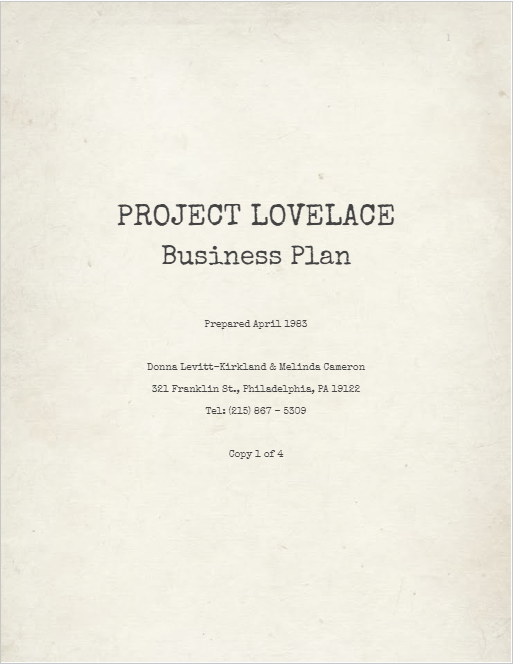 PROJECT LOVELACE
Business Plan
Prepared April 1983
Donna Levitt-Kirkland & Melinda Cameron
321 Franklin St., Philadelphia, PA 19122
Tel: (215) 867 - 5309
Copy 1 of 4